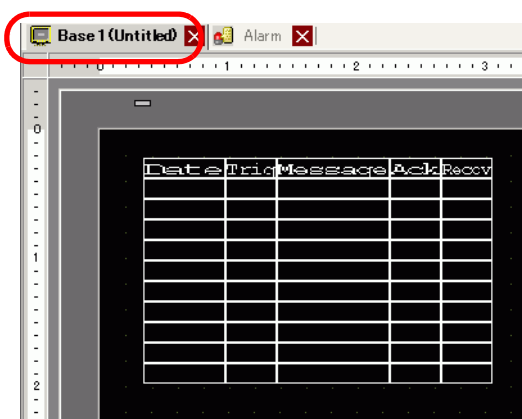 Base 1 (Untitled) Alarm
0 1 2 3
Date Trig Message Ack Recov
0
1
2